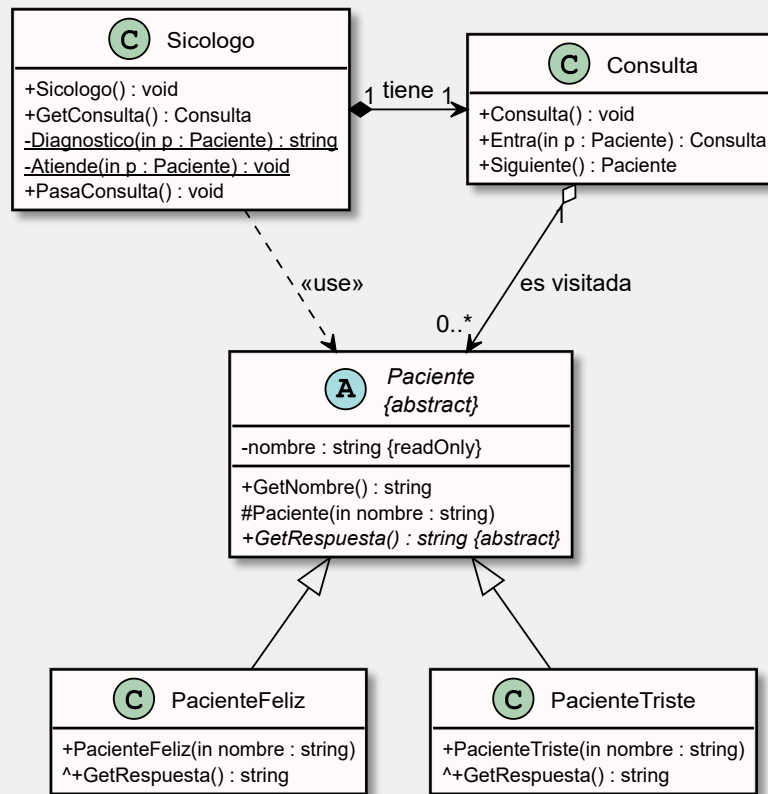 C Sicologo
+Sicologo() : void
+GetConsulta() : Consulta
-Diagnostico(in p : Paciente) : string
-Atiende(in p : Paciente) : void
+PasaConsulta() : void
1 tiene 1
C Consulta
+Consulta() : void
+Entra(in p : Paciente) : Consulta
+Siguiente() : Paciente
1
«use»
es visitada
0..*
A Paciente
{abstract}
-nombre : string {readOnly}
+GetNombre() : string
#Paciente(in nombre : string)
+GetRespuesta() : string {abstract}
C PacienteFeliz
+PacienteFeliz(in nombre : string)
^+GetRespuesta() : string
C PacienteTriste
+PacienteTriste(in nombre : string)
^+GetRespuesta() : string